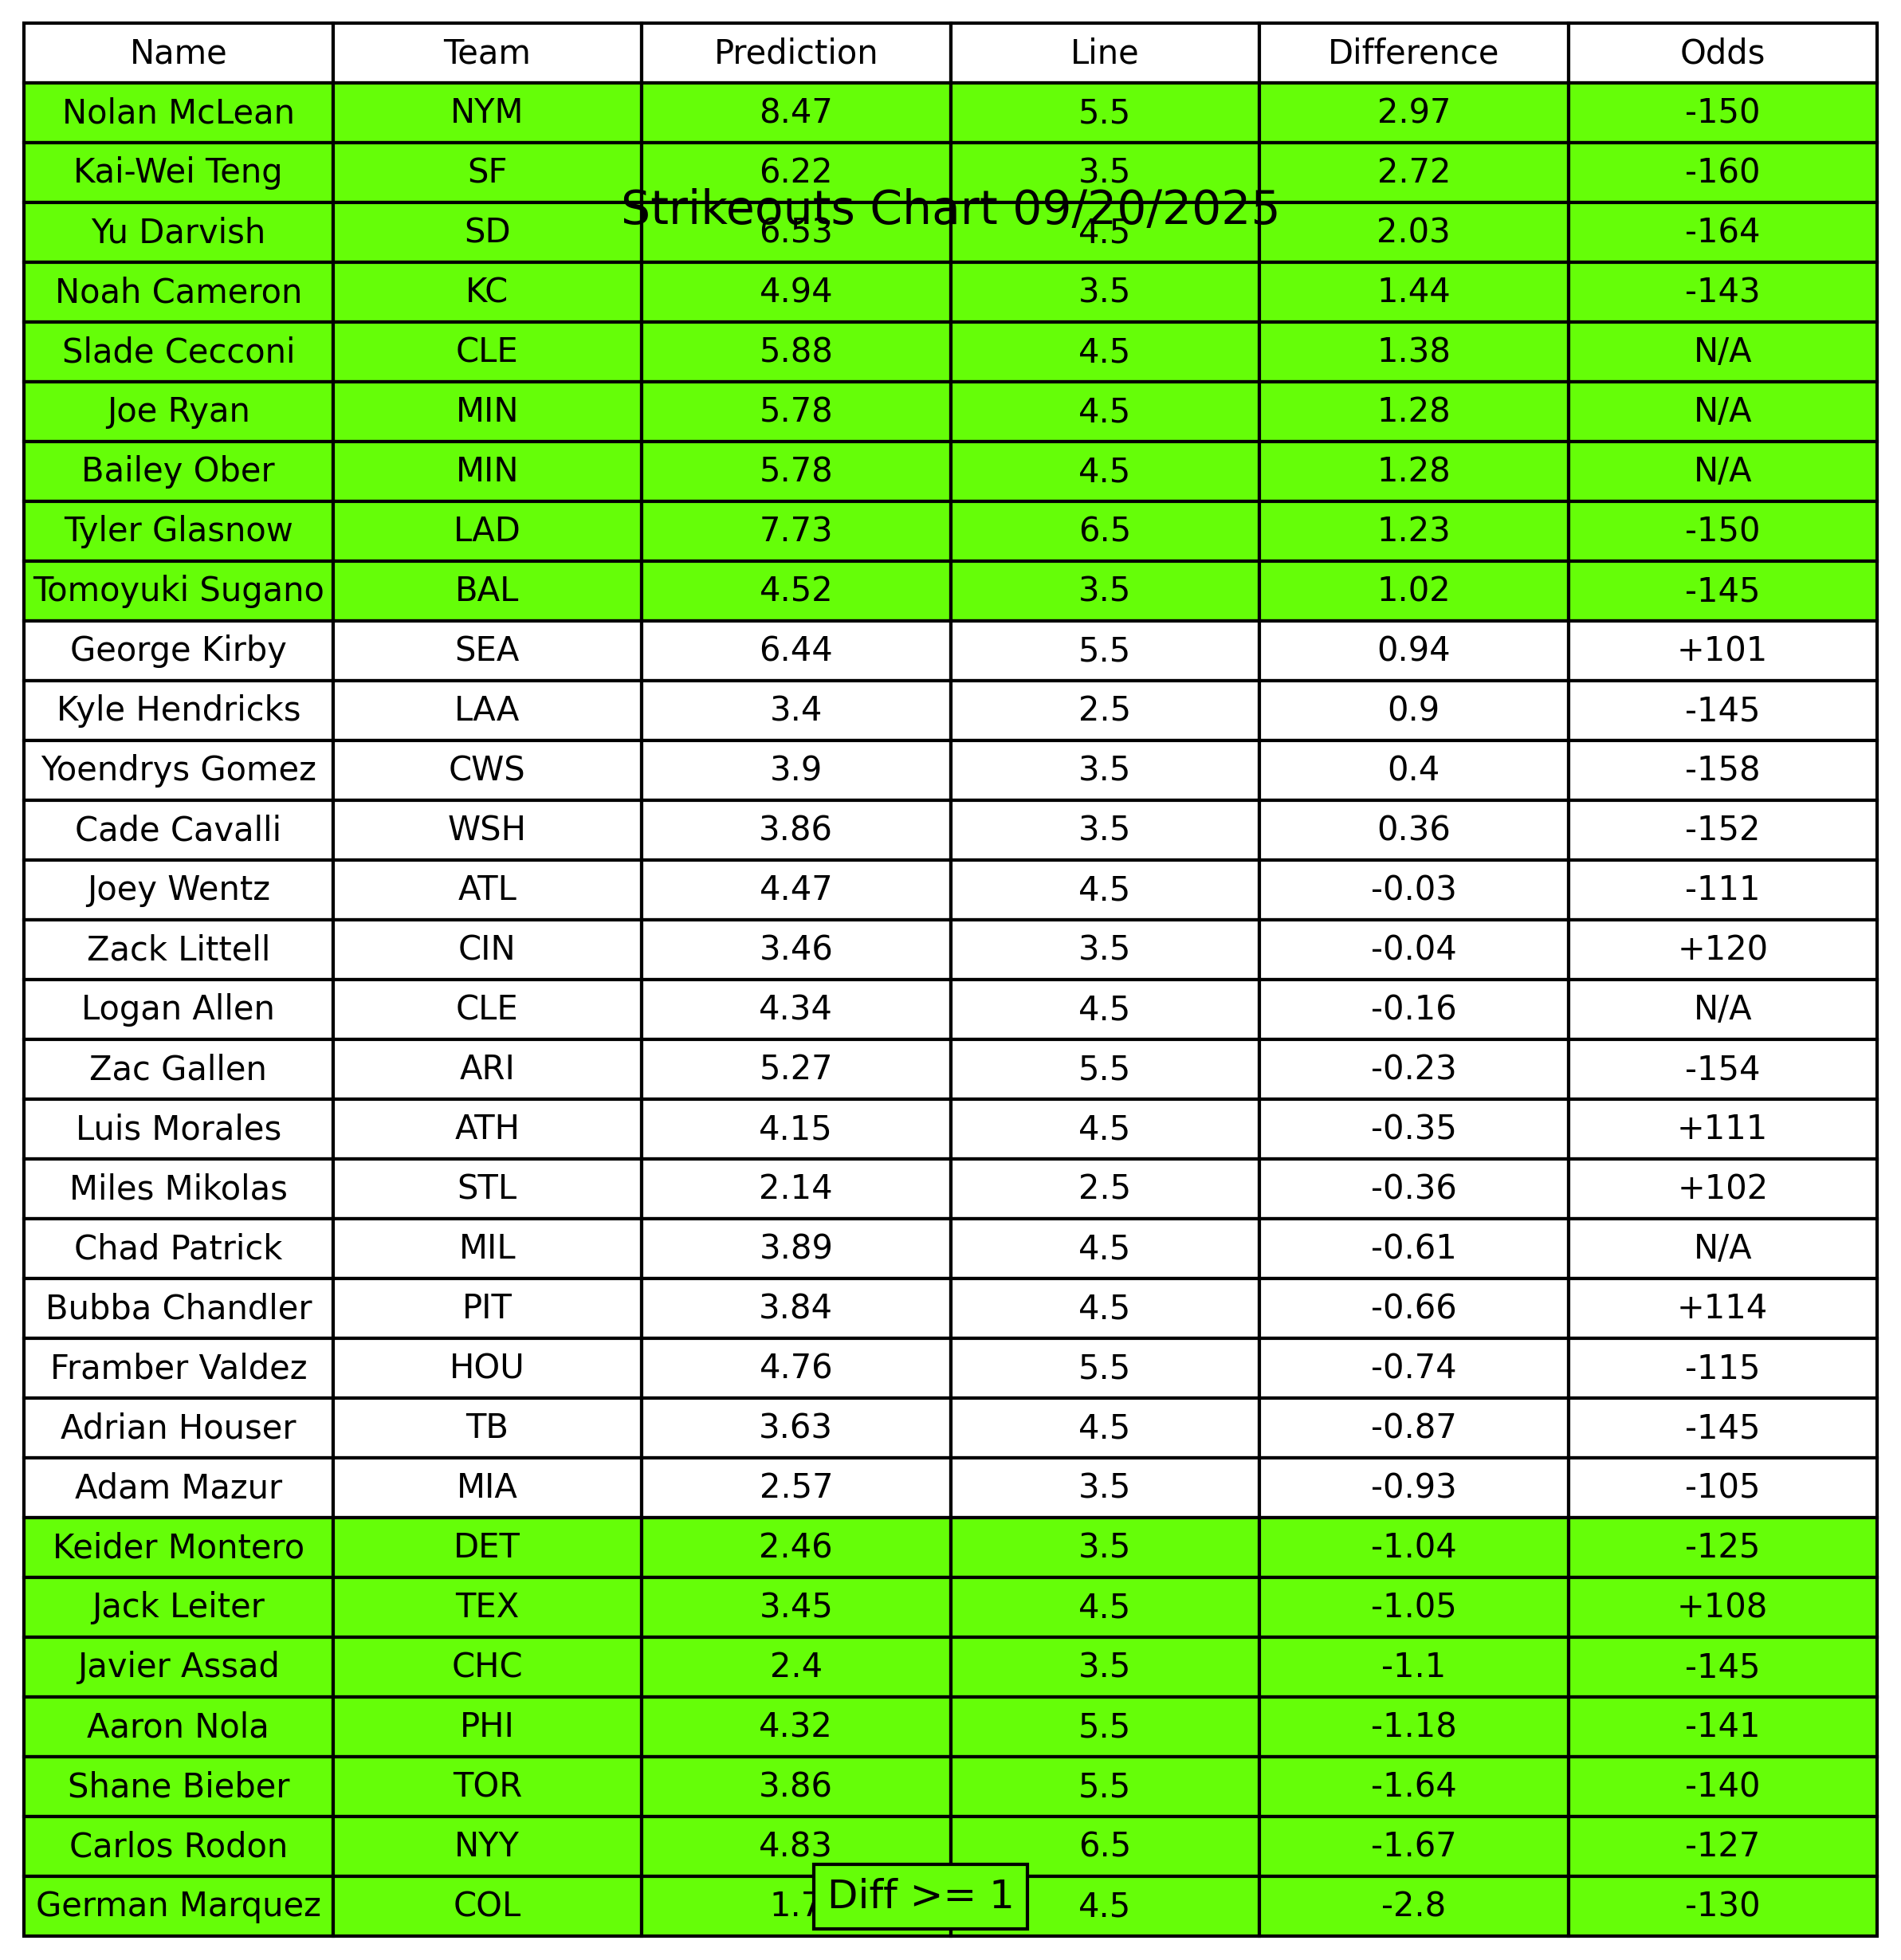 Name Team Prediction Line Difference Odds
Nolan McLean NYM 8.47 5.5 2.97 -150
Kai-Wei Teng SF 6.22 3.5 2.72 -160
Strikeouts Chart 09/20/2025
Yu Darvish SD 6.53 4.5 2.03 -164
Noah Cameron KC 4.94 3.5 1.44 -143
Slade Cecconi CLE 5.88 4.5 1.38 N/A
Joe Ryan MIN 5.78 4.5 1.28 N/A
Bailey Ober MIN 5.78 4.5 1.28 N/A
Tyler Glasnow LAD 7.73 6.5 1.23 -150
Tomoyuki Sugano BAL 4.52 3.5 1.02 -145
George Kirby SEA 6.44 5.5 0.94 +101
Kyle Hendricks LAA 3.4 2.5 0.9 -145
Yoendrys Gomez CWS 3.9 3.5 0.4 -158
Cade Cavalli WSH 3.86 3.5 0.36 -152
Joey Wentz ATL 4.47 4.5 -0.03 -111
Zack Littell CIN 3.46 3.5 -0.04 +120
Logan Allen CLE 4.34 4.5 -0.16 N/A
Zac Gallen ARI 5.27 5.5 -0.23 -154
Luis Morales ATH 4.15 4.5 -0.35 +111
Miles Mikolas STL 2.14 2.5 -0.36 +102
Chad Patrick MIL 3.89 4.5 -0.61 N/A
Bubba Chandler PIT 3.84 4.5 -0.66 +114
Framber Valdez HOU 4.76 5.5 -0.74 -115
Adrian Houser TB 3.63 4.5 -0.87 -145
Adam Mazur MIA 2.57 3.5 -0.93 -105
Keider Montero DET 2.46 3.5 -1.04 -125
Jack Leiter TEX 3.45 4.5 -1.05 +108
Javier Assad CHC 2.4 3.5 -1.1 -145
Aaron Nola PHI 4.32 5.5 -1.18 -141
Shane Bieber TOR 3.86 5.5 -1.64 -140
Carlos Rodon NYY 4.83 6.5 -1.67 -127
German Marquez COL 4.5 -2.8 -130
Diff >= 1